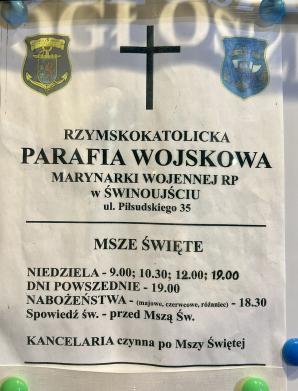 OGŁOSZ
RZYMSKOKATOLICKA
PARAFIA WOJSKOWA
MARYNARKI WOJENNEJ RP
w ŚWINOUJŚCIU
ul. Piłsudskiego 35
MSZE ŚWIĘTE
NIEDZIELA - 9.00; 10.30; 12.00; 19.00
DNI POWSZEDNIE - 19.00
NABOŻEŃSTWA - (majowe, czerwcowe, różaniec) - 18.30
Spowiedź św. - przed Mszą Św.
KANCELARIA czynna po Mszy Świętej